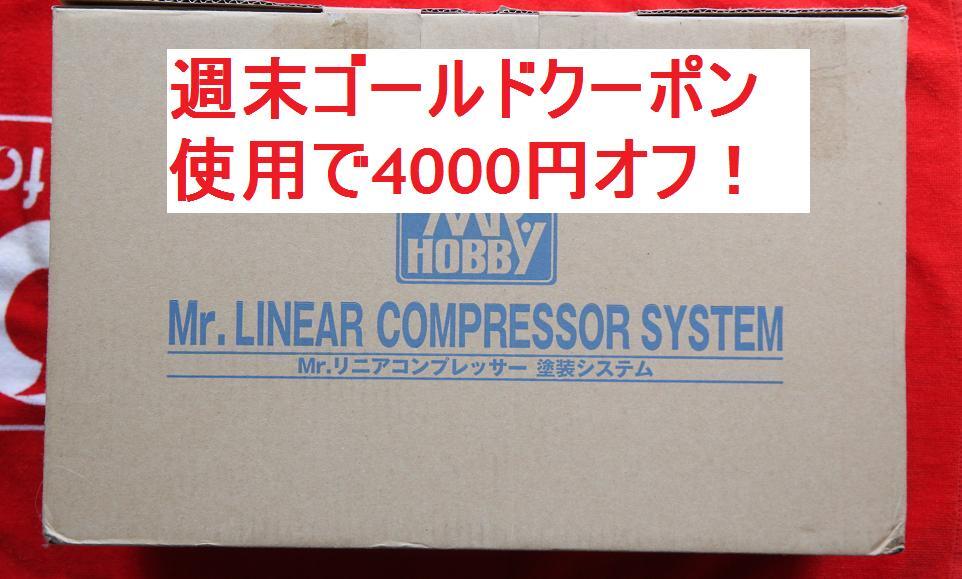 週末ゴールドクーポン
使用で4000円オフ！
Mr.
HOBBY
Mr. LINEAR COMPRESSOR SYSTEM
Mr.リニアコンプレッサー 塗装システム
fo